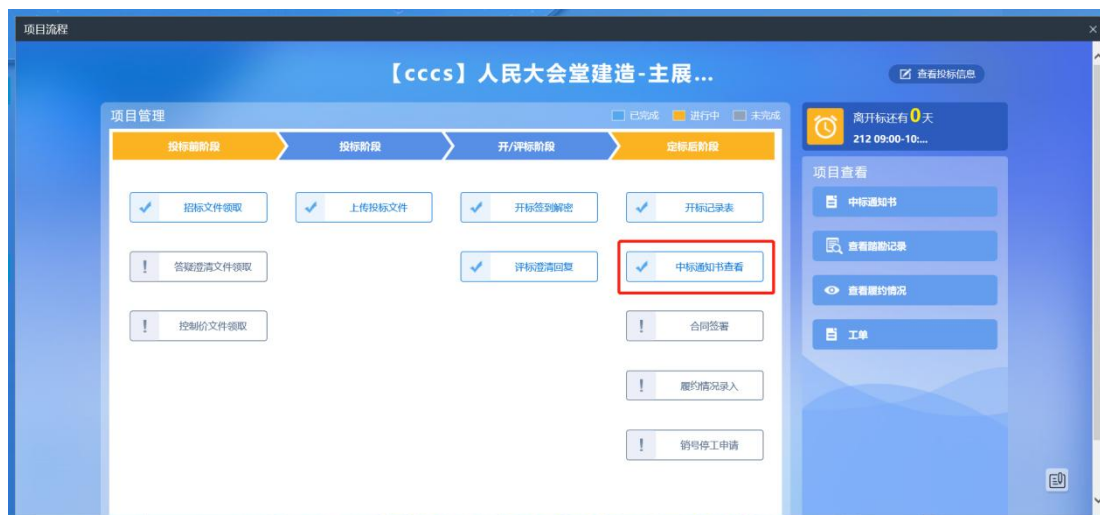 项目流程
【cccs】人民大会堂建造-主展...
查看投标信息
项目管理
已完成 进行中 未完成
投标前阶段 投标阶段 开/评标阶段 定标后阶段
招标文件领取 上传投标文件 开标签到解密 开标记录表
答疑澄清文件领取 评标澄清回复 中标通知书查看
控制价文件领取 合同签署
履约情况录入
销号停工申请
离开标还有0天
212 09:00-10:...
项目查看
中标通知书
查看踏勘记录
查看履约情况
工单